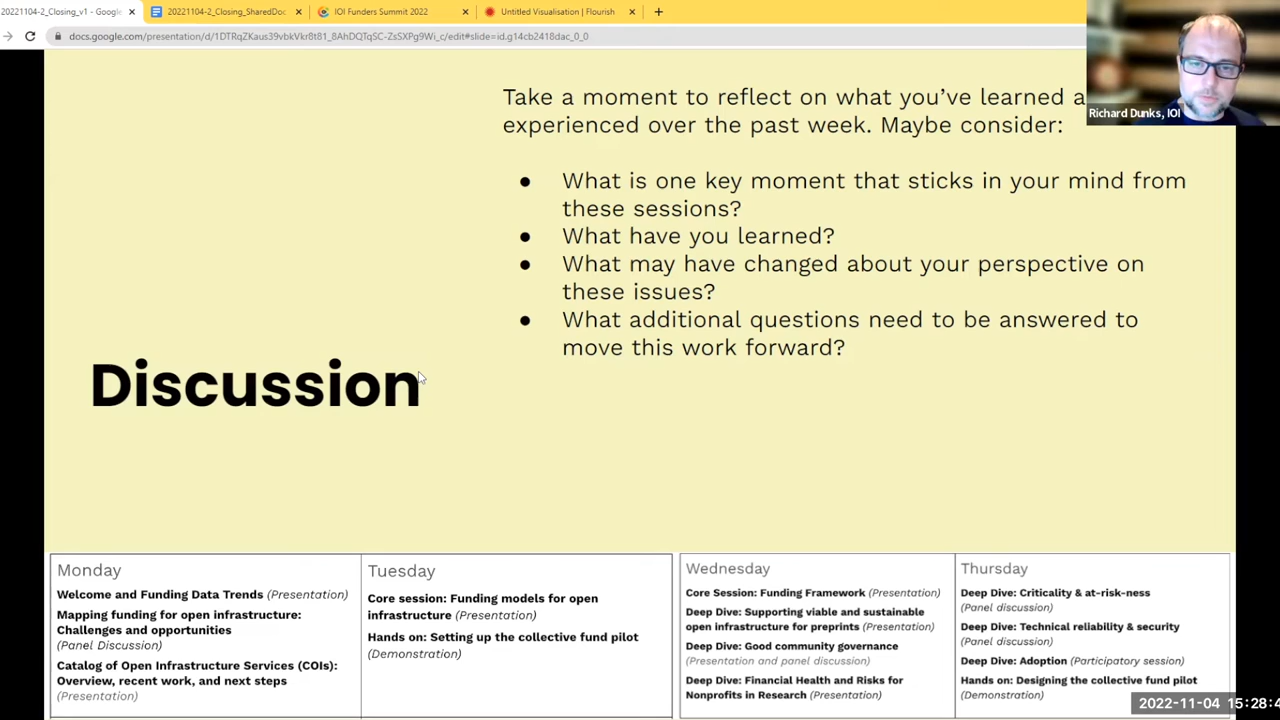 20221104-2_Closing_v1 - Google
20221104-2_Closing_SharedDoc
IOI Funders Summit 2022
Untitled Visualisation | Flourish
docs.google.com/presentation/d/1DTRqZKaus39vbkVkr8t81_8AhDQTqSC-ZsSXPg9Wi_c/edit#slide=id.g14cb2418dac_0_0
Richard Dunks, IOI
Take a moment to reflect on what you’ve learned a
experienced over the past week. Maybe consider:
● What is one key moment that sticks in your mind from
these sessions?
● What have you learned?
● What may have changed about your perspective on
these issues?
● What additional questions need to be answered to
move this work forward?
Discussion
Monday
Welcome and Funding Data Trends (Presentation)
Mapping funding for open infrastructure:
Challenges and opportunities
(Panel Discussion)
Catalog of Open Infrastructure Services (COIs):
Overview, recent work, and next steps
(Presentation)
Tuesday
Core session: Funding models for open
infrastructure (Presentation)
Hands on: Setting up the collective fund pilot
(Demonstration)
Wednesday
Core Session: Funding Framework (Presentation)
Deep Dive: Supporting viable and sustainable
open infrastructure for preprints (Presentation)
Deep Dive: Good community governance
(Presentation and panel discussion)
Deep Dive: Financial Health and Risks for
Nonprofits in Research (Presentation)
Thursday
Deep Dive: Criticality & at-risk-ness
(Panel discussion)
Deep Dive: Technical reliability & security
(Panel discussion)
Deep Dive: Adoption (Participatory session)
Hands on: Designing the collective fund pilot
(Demonstration)
2022-11-04 15:28:4